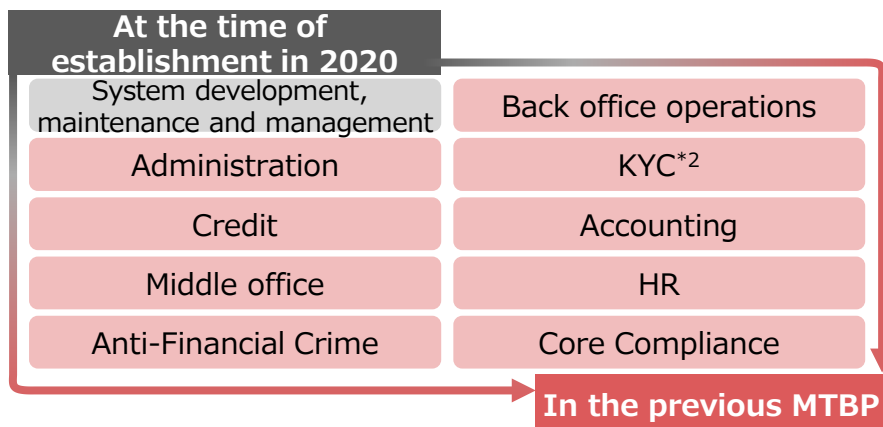 At the time of
establishment in 2020
System development,
maintenance and management
Back office operations
Administration
KYC*2
Credit
Accounting
Middle office
HR
Anti-Financial Crime
Core Compliance
In the previous MTBP